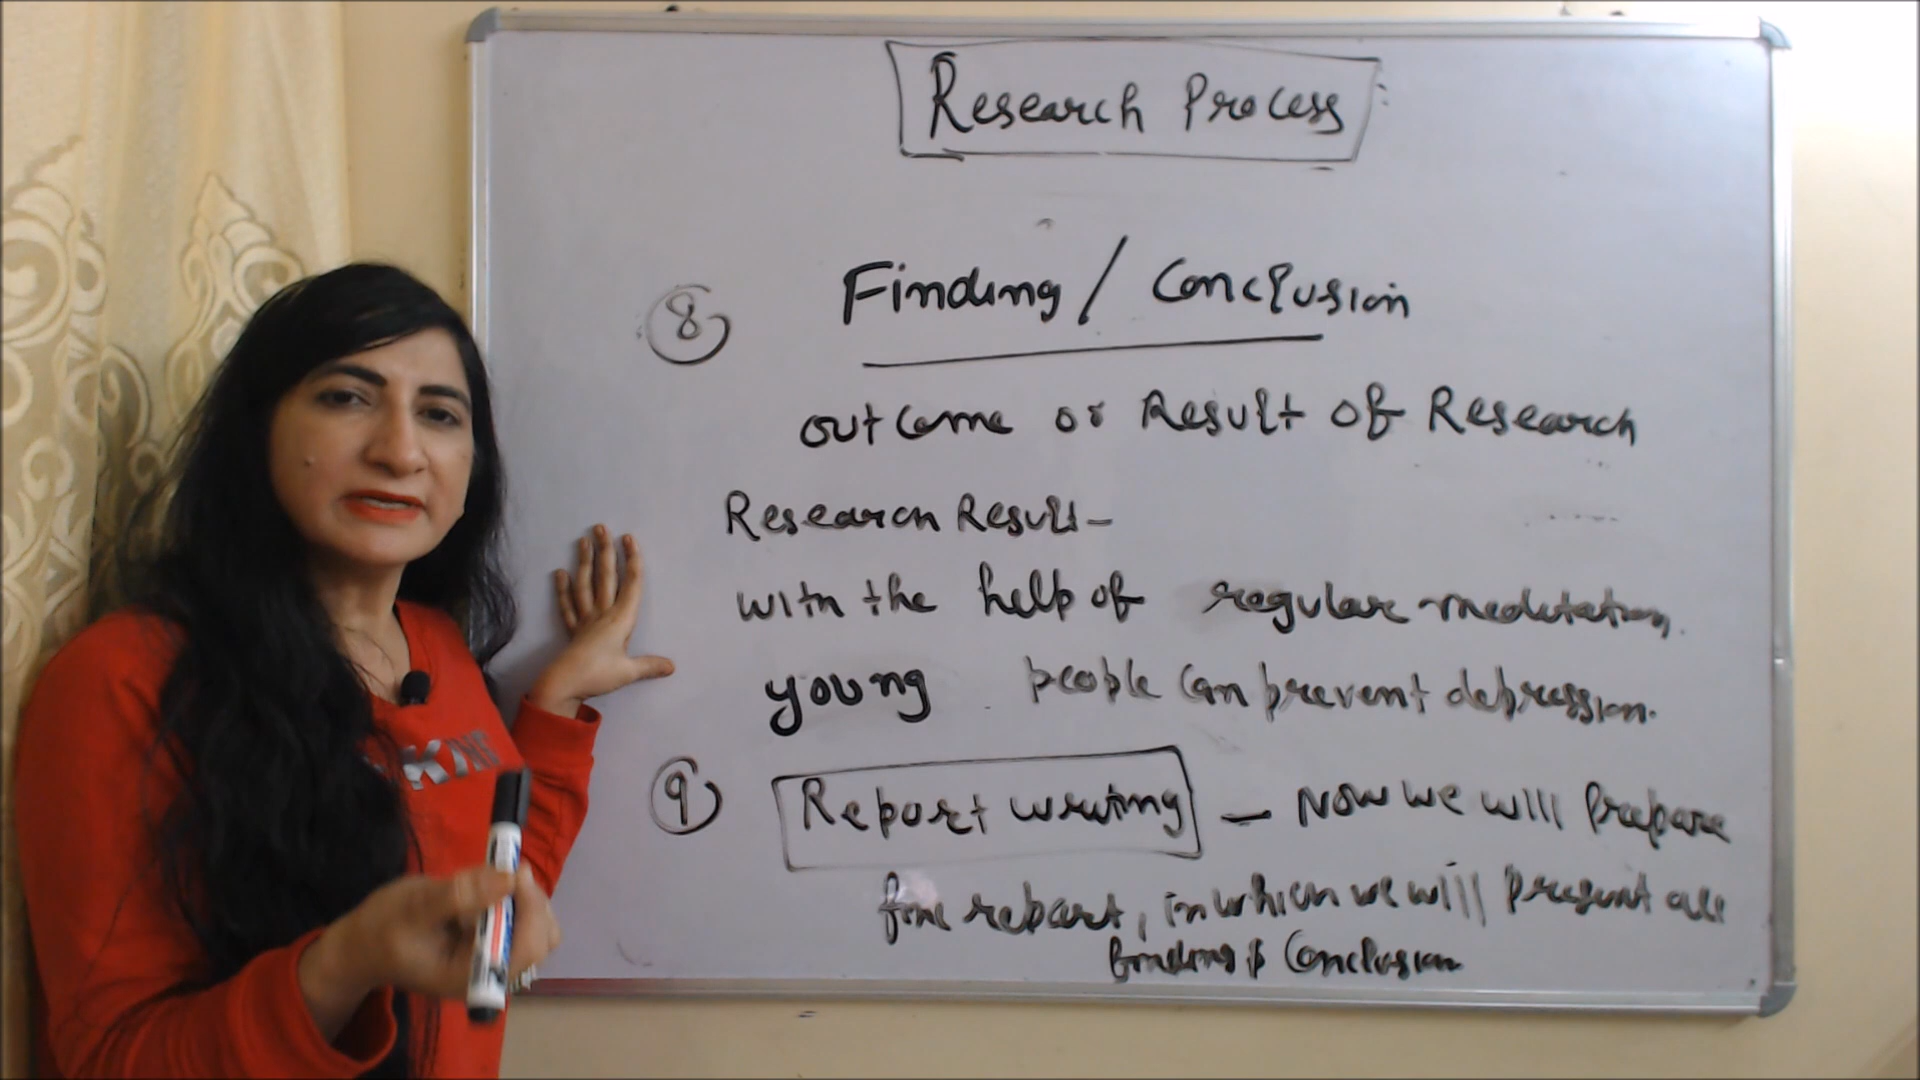 Research Process
8 Finding / Conclusion
outcome or Result of Research
Research Result -
with the help of regular meditation.
young people can prevent depression.
9 Report writing - Now we will Prepare
report, in which we will present all
finding & Conclusion